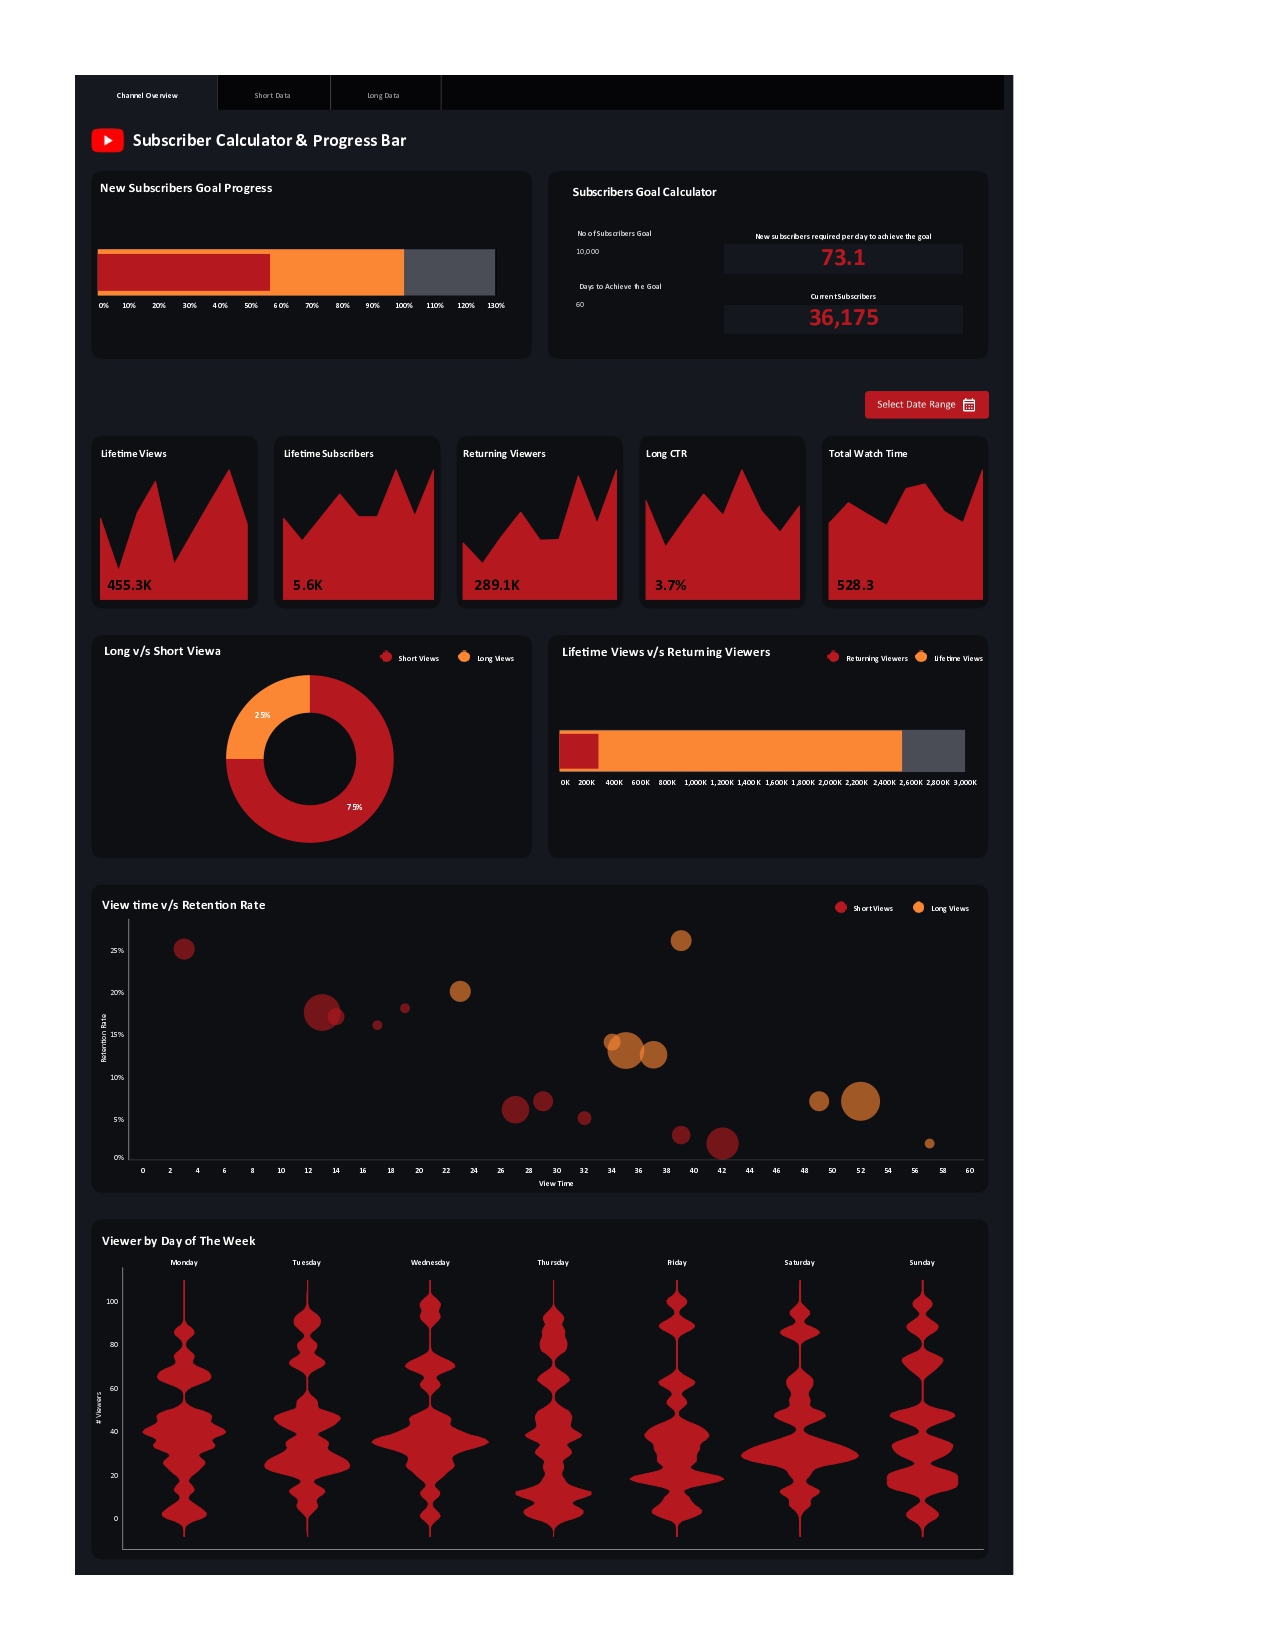 Channel Overview
Short Data
Long Data
Subscriber Calculator & Progress Bar
New Subscribers Goal Progress
0% 10% 20% 30% 40% 50% 60% 70% 80% 90% 100% 110% 120% 130%
Subscribers Goal Calculator
No of Subscribers Goal
10,000
Days to Achieve the Goal
60
New subscribers required per day to achieve the goal
73.1
Current Subscribers
36,175
Select Date Range
Lifetime Views
455.3K
Lifetime Subscribers
5.6K
Returning Viewers
289.1K
Long CTR
3.7%
Total Watch Time
528.3
Long v/s Short Viewa
Short Views
Long Views
25%
75%
Lifetime Views v/s Returning Viewers
Returning Viewers
Lifetime Views
0K 200K 400K 600K 800K 1,000K 1,200K 1,400K 1,600K 1,800K 2,000K 2,200K 2,400K 2,600K 2,800K 3,000K
View time v/s Retention Rate
Short Views
Long Views
Retention Rate
25%
20%
15%
10%
5%
0%
0 2 4 6 8 10 12 14 16 18 20 22 24 26 28 30 32 34 36 38 40 42 44 46 48 50 52 54 56 58 60
View Time
Viewer by Day of The Week
Monday Tuesday Wednesday Thursday Friday Saturday Sunday
# Viewers
100
80
60
40
20
0